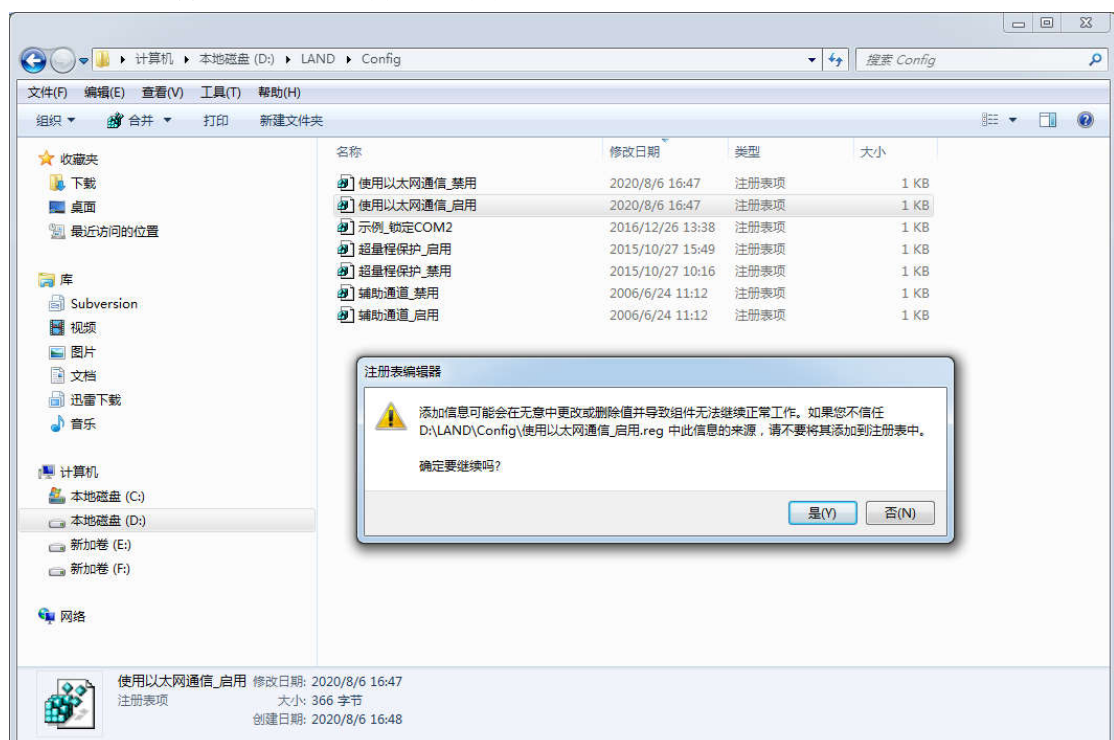 计算机 ▸ 本地磁盘 (D:) ▸ LAND ▸ Config
搜索 Config
文件(F) 编辑(E) 查看(V) 工具(T) 帮助(H)
组织 合并 打印 新建文件夹
收藏夹
下载
桌面
最近访问的位置
库
Subversion
视频
图片
文档
迅雷下载
音乐
计算机
本地磁盘 (C:)
本地磁盘 (D:)
新加卷 (E:)
新加卷 (F:)
网络
名称 修改日期 类型 大小
使用以太网通信_禁用 2020/8/6 16:47 注册表项 1 KB
使用以太网通信_启用 2020/8/6 16:47 注册表项 1 KB
示例_锁定COM2 2016/12/26 13:38 注册表项 1 KB
超量程保护_启用 2015/10/27 15:49 注册表项 1 KB
超量程保护_禁用 2015/10/27 10:16 注册表项 1 KB
辅助通道_禁用 2006/6/24 11:12 注册表项 1 KB
辅助通道_启用 2006/6/24 11:12 注册表项 1 KB
注册表编辑器
添加信息可能会在无意中更改或删除值并导致组件无法继续正常工作。如果您不信任
D:\LAND\Config\使用以太网通信_启用.reg 中此信息的来源，请不要将其添加到注册表中。
确定要继续吗?
是(Y) 否(N)
使用以太网通信_启用 修改日期: 2020/8/6 16:47
注册表项 大小: 366 字节
创建日期: 2020/8/6 16:48